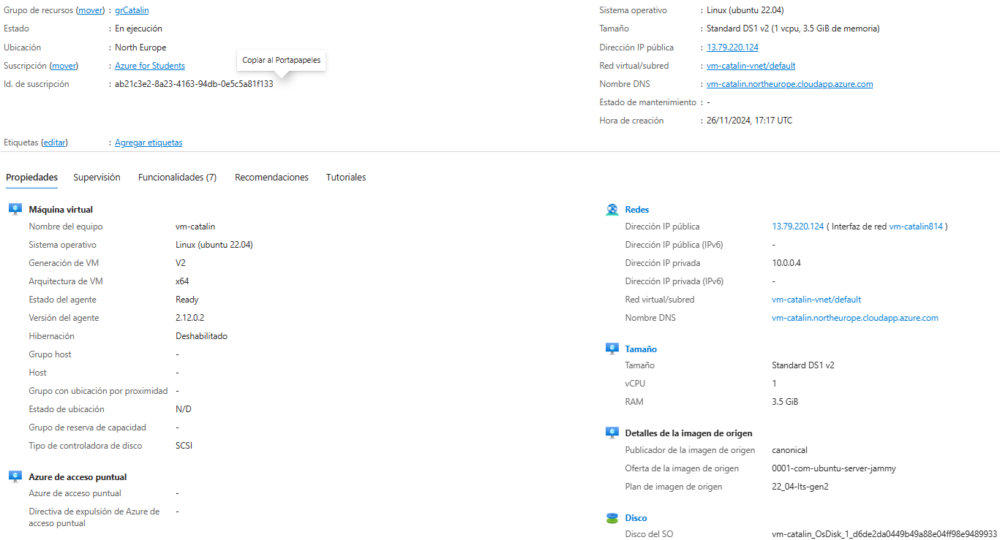 Grupo de recursos (mover) : grCatalin
Estado : En ejecución
Ubicación : North Europe
Suscripción (mover) : Azure for Students
Copiar al Portapapeles
Id. de suscripción : ab21c3e2-8a23-4163-94db-0e5c5a81f133
Etiquetas (editar) : Agregar etiquetas
Sistema operativo : Linux (ubuntu 22.04)
Tamaño : Standard DS1 v2 (1 vcpu, 3.5 GiB de memoria)
Dirección IP pública : 13.79.220.124
Red virtual/subred : vm-catalin-vnet/default
Nombre DNS : vm-catalin.northeurope.cloudapp.azure.com
Estado de mantenimiento : -
Hora de creación : 26/11/2024, 17:17 UTC
Propiedades Supervisión Funcionalidades (7) Recomendaciones Tutoriales
Máquina virtual
Nombre del equipo vm-catalin
Sistema operativo Linux (ubuntu 22.04)
Generación de VM V2
Arquitectura de VM x64
Estado del agente Ready
Versión del agente 2.12.0.2
Hibernación Deshabilitado
Grupo host -
Host -
Grupo con ubicación por proximidad -
Estado de ubicación N/D
Grupo de reserva de capacidad -
Tipo de controladora de disco SCSI
Azure de acceso puntual
Azure de acceso puntual -
Directiva de expulsión de Azure de -
acceso puntual
Redes
Dirección IP pública 13.79.220.124 ( Interfaz de red vm-catalin814 )
Dirección IP pública (IPv6) -
Dirección IP privada 10.0.0.4
Dirección IP privada (IPv6) -
Red virtual/subred vm-catalin-vnet/default
Nombre DNS vm-catalin.northeurope.cloudapp.azure.com
Tamaño
Tamaño Standard DS1 v2
vCPU 1
RAM 3.5 GiB
Detalles de la imagen de origen
Publicador de la imagen de origen canonical
Oferta de la imagen de origen 0001-com-ubuntu-server-jammy
Plan de imagen de origen 22_04-lts-gen2
Disco
Disco del SO vm-catalin_OsDisk_1_d6de2da0449b49a88e04ff98e9489933